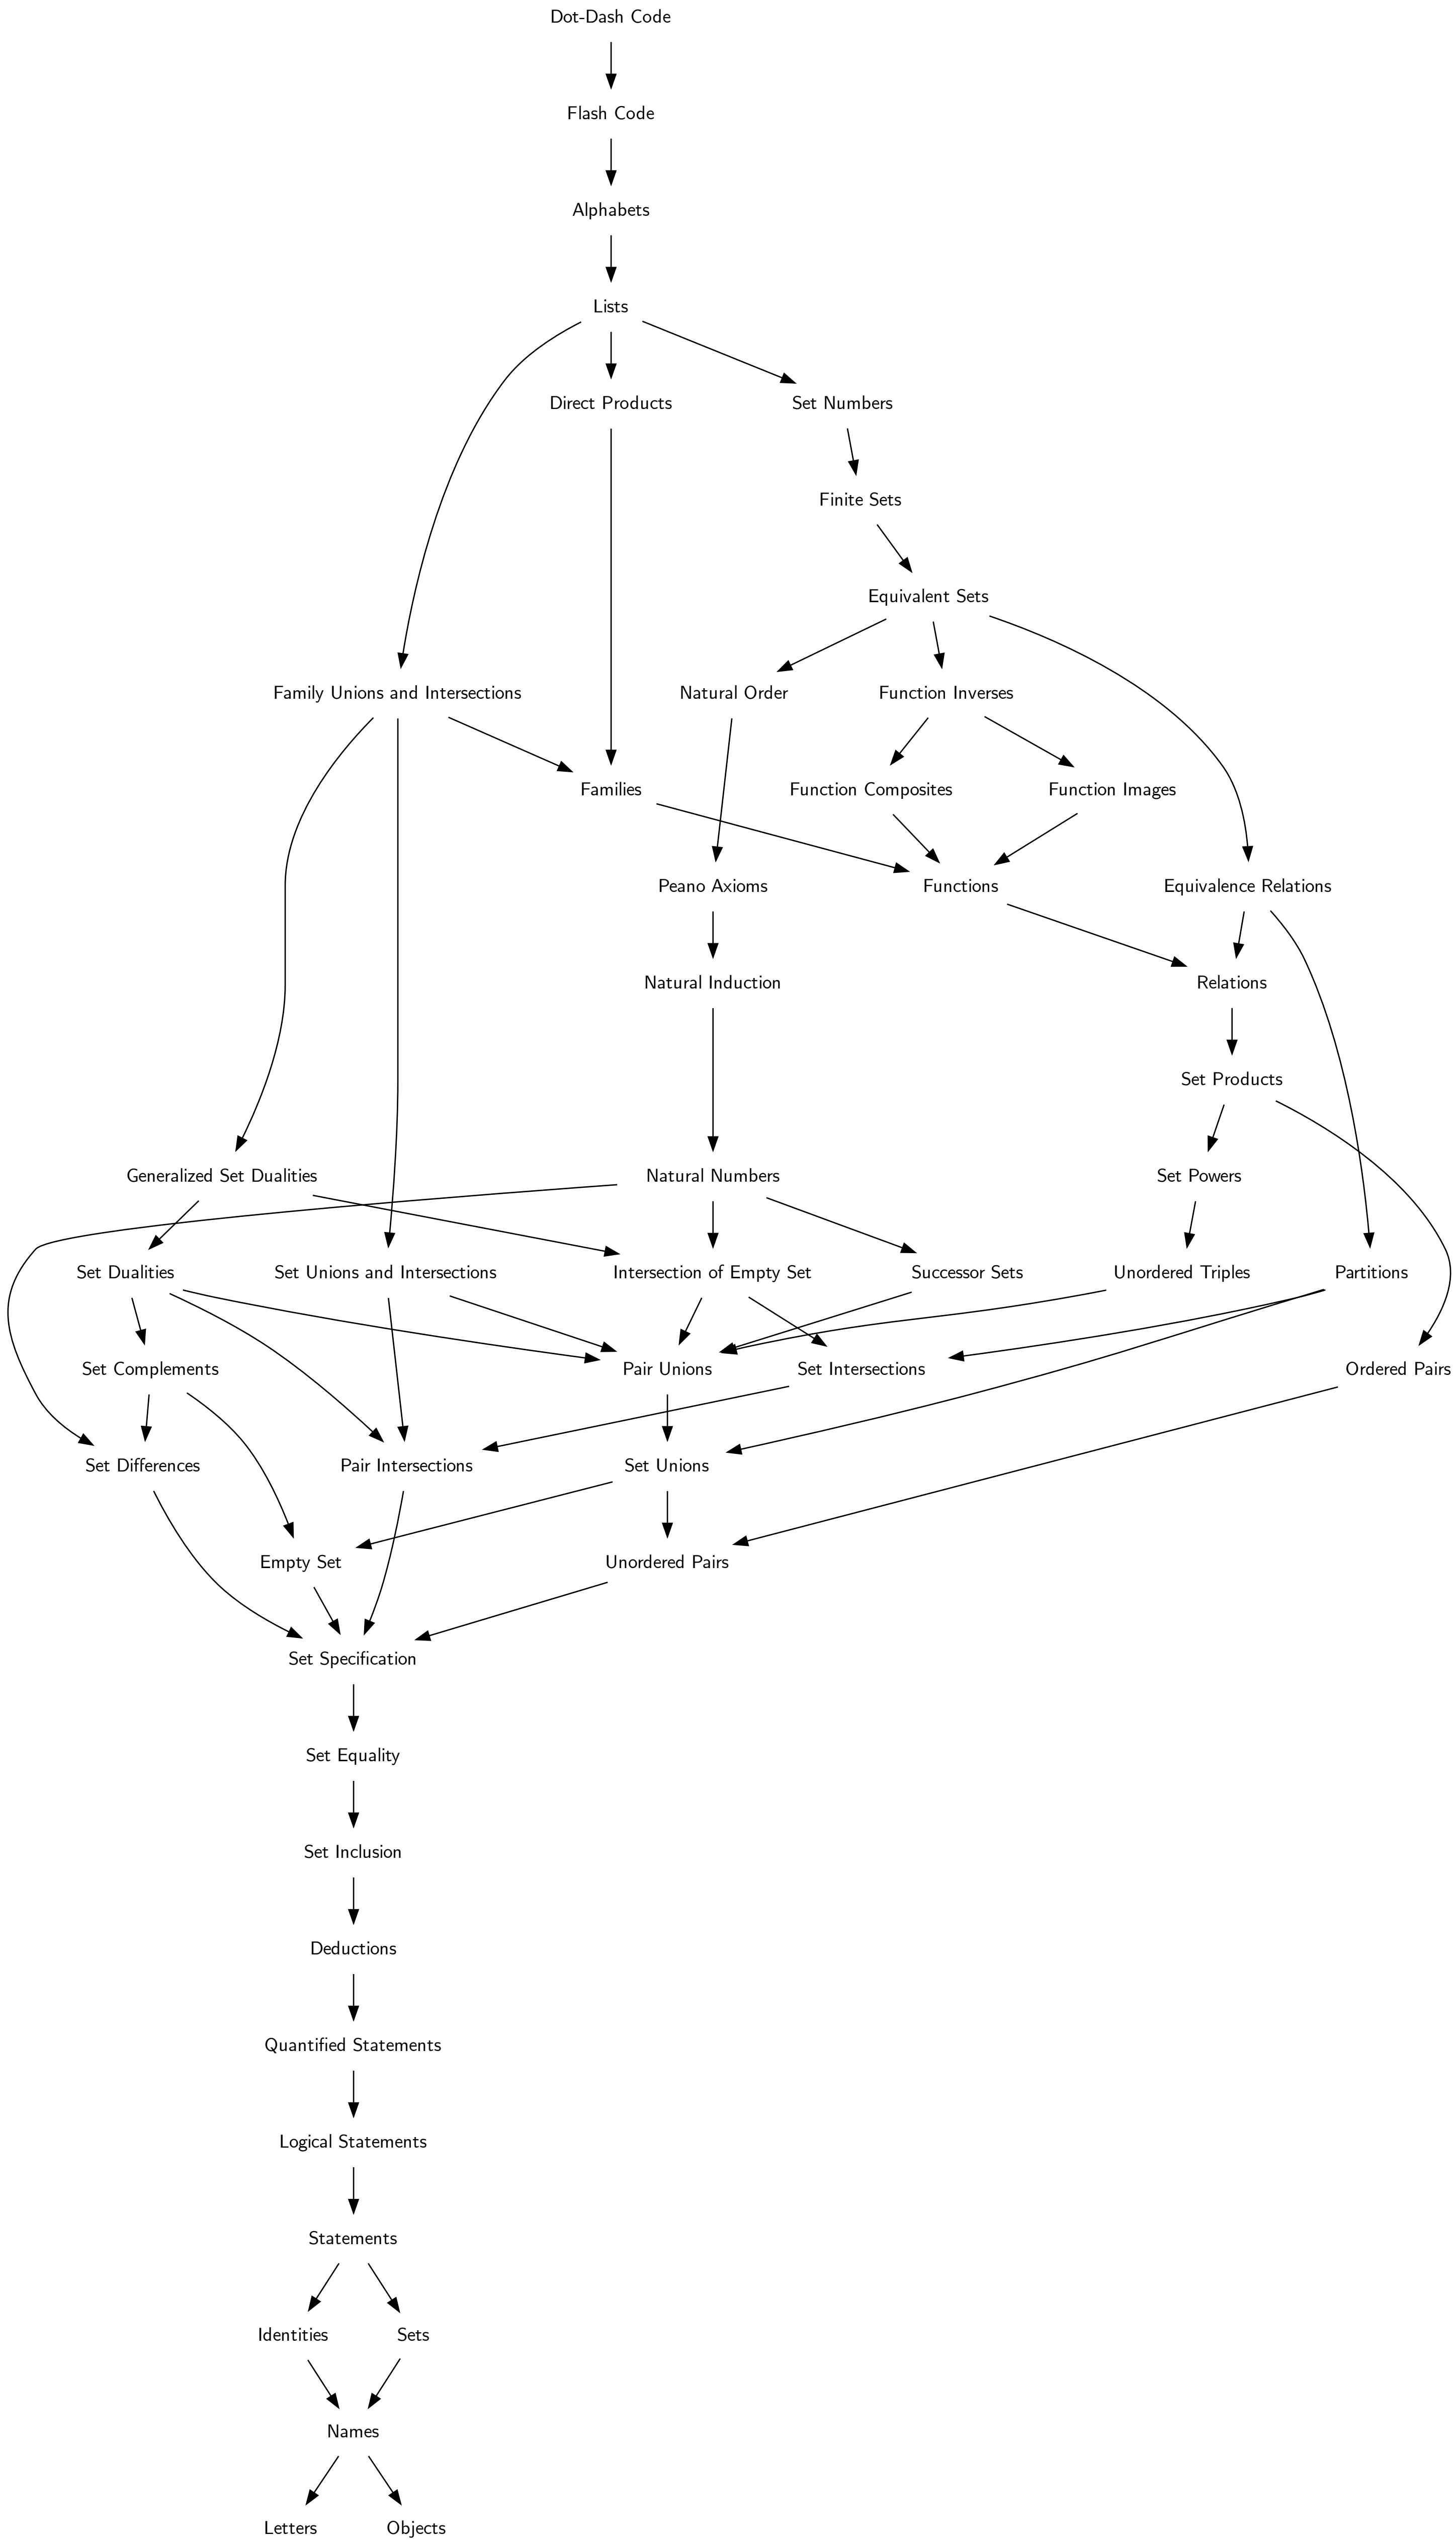 Dot-Dash Code
Flash Code
Alphabets
Lists
Direct Products
Set Numbers
Finite Sets
Equivalent Sets
Family Unions and Intersections
Natural Order
Function Inverses
Families
Function Composites
Function Images
Peano Axioms
Functions
Equivalence Relations
Natural Induction
Relations
Set Products
Generalized Set Dualities
Natural Numbers
Set Powers
Set Dualities
Set Unions and Intersections
Intersection of Empty Set
Successor Sets
Unordered Triples
Partitions
Set Complements
Pair Unions
Set Intersections
Ordered Pairs
Set Differences
Pair Intersections
Set Unions
Empty Set
Unordered Pairs
Set Specification
Set Equality
Set Inclusion
Deductions
Quantified Statements
Logical Statements
Statements
Identities
Sets
Names
Letters
Objects